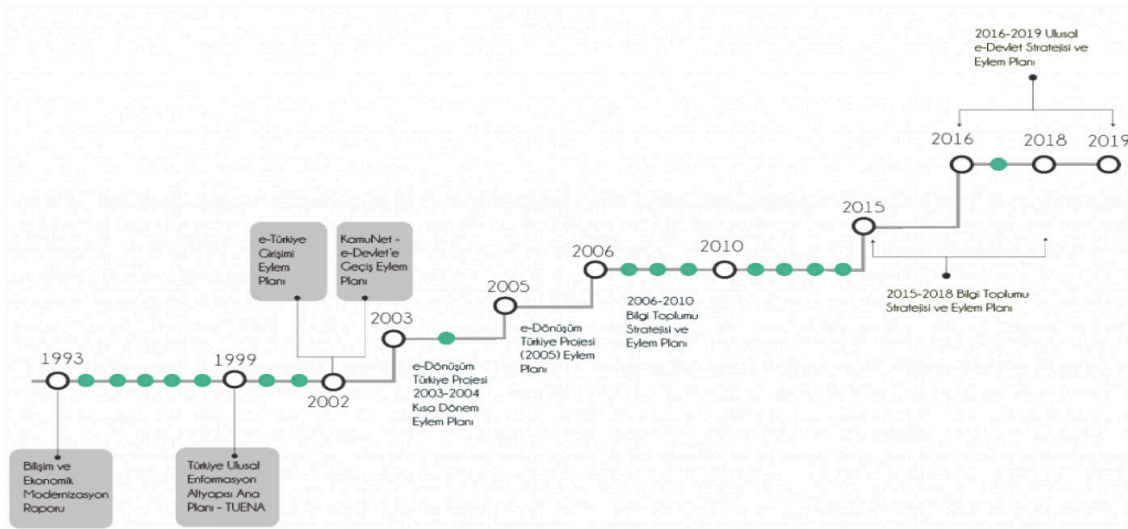 2016-2019 Ulusal
e-Devlet Stratejisi ve
Eylem Planı
2016
2018
2019
2015
2015-2018 Bilgi Toplumu
Stratejisi ve Eylem Planı
e-Türkiye
Girişimi
Eylem
Planı
KamuNet -
e-Devlet'e
Geçiş Eylem
Planı
2006
2010
2006-2010
Bilgi Toplumu
Stratejisi ve
Eylem Planı
2005
e-Dönüşüm
Türkiye Projesi
(2005) Eylem
Planı
2003
e-Dönüşüm
Türkiye Projesi
2003-2004
Kısa Dönem
Eylem Planı
1993
1999
2002
Bilişim ve
Ekonomik
Modernizasyon
Raporu
Türkiye Ulusal
Enformasyon
Altyapısı Ana
Planı - TUENA